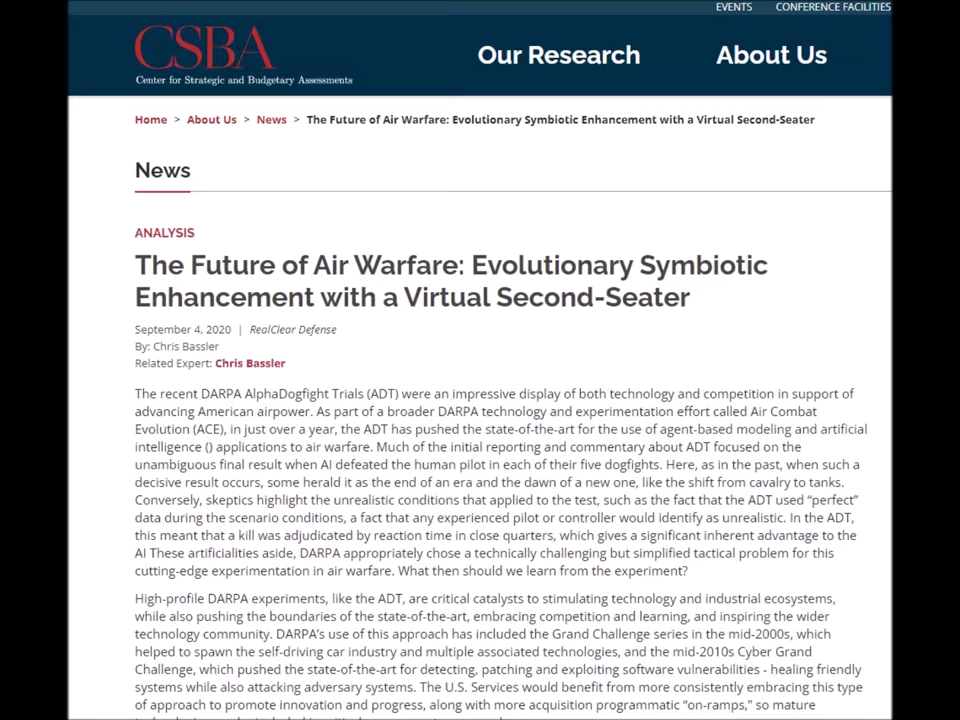 EVENTS CONFERENCE FACILITIES
CSBA
Center for Strategic and Budgetary Assessments
Our Research About Us
Home > About Us > News > The Future of Air Warfare: Evolutionary Symbiotic Enhancement with a Virtual Second-Seater
News
ANALYSIS
The Future of Air Warfare: Evolutionary Symbiotic
Enhancement with a Virtual Second-Seater
September 4, 2020 | RealClear Defense
By: Chris Bassler
Related Expert: Chris Bassler
The recent DARPA AlphaDogfight Trials (ADT) were an impressive display of both technology and competition in support of
advancing American airpower. As part of a broader DARPA technology and experimentation effort called Air Combat
Evolution (ACE), in just over a year, the ADT has pushed the state-of-the-art for the use of agent-based modeling and artificial
intelligence () applications to air warfare. Much of the initial reporting and commentary about ADT focused on the
unambiguous final result when AI defeated the human pilot in each of their five dogfights. Here, as in the past, when such a
decisive result occurs, some herald it as the end of an era and the dawn of a new one, like the shift from cavalry to tanks.
Conversely, skeptics highlight the unrealistic conditions that applied to the test, such as the fact that the ADT used “perfect”
data during the scenario conditions, a fact that any experienced pilot or controller would identify as unrealistic. In the ADT,
this meant that a kill was adjudicated by reaction time in close quarters, which gives a significant inherent advantage to the
AI These artificialities aside, DARPA appropriately chose a technically challenging but simplified tactical problem for this
cutting-edge experimentation in air warfare. What then should we learn from the experiment?
High-profile DARPA experiments, like the ADT, are critical catalysts to stimulating technology and industrial ecosystems,
while also pushing the boundaries of the state-of-the-art, embracing competition and learning, and inspiring the wider
technology community. DARPA’s use of this approach has included the Grand Challenge series in the mid-2000s, which
helped to spawn the self-driving car industry and multiple associated technologies, and the mid-2010s Cyber Grand
Challenge, which pushed the state-of-the-art for detecting, patching and exploiting software vulnerabilities - healing friendly
systems while also attacking adversary systems. The U.S. Services would benefit from more consistently embracing this type
of approach to promote innovation and progress, along with more acquisition programmatic “on-ramps,” so mature